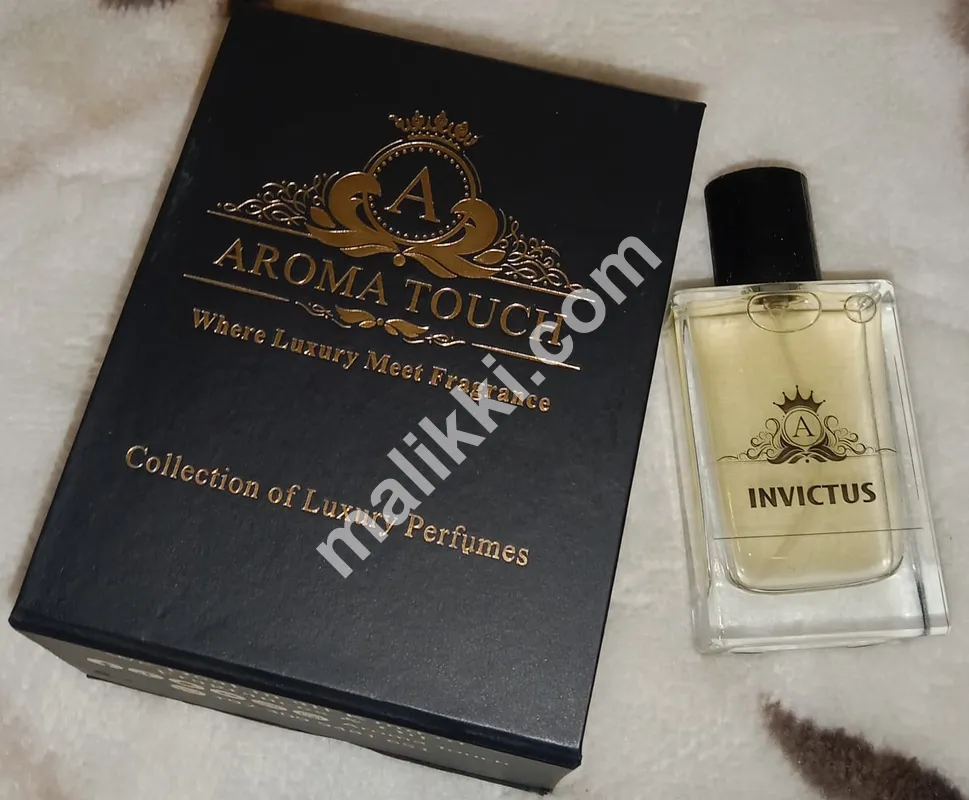 A
AROMA TOUCH
Where Luxury Meet Fragrance
Collection of Luxury Perfumes
A
INVICTUS
malikki.com